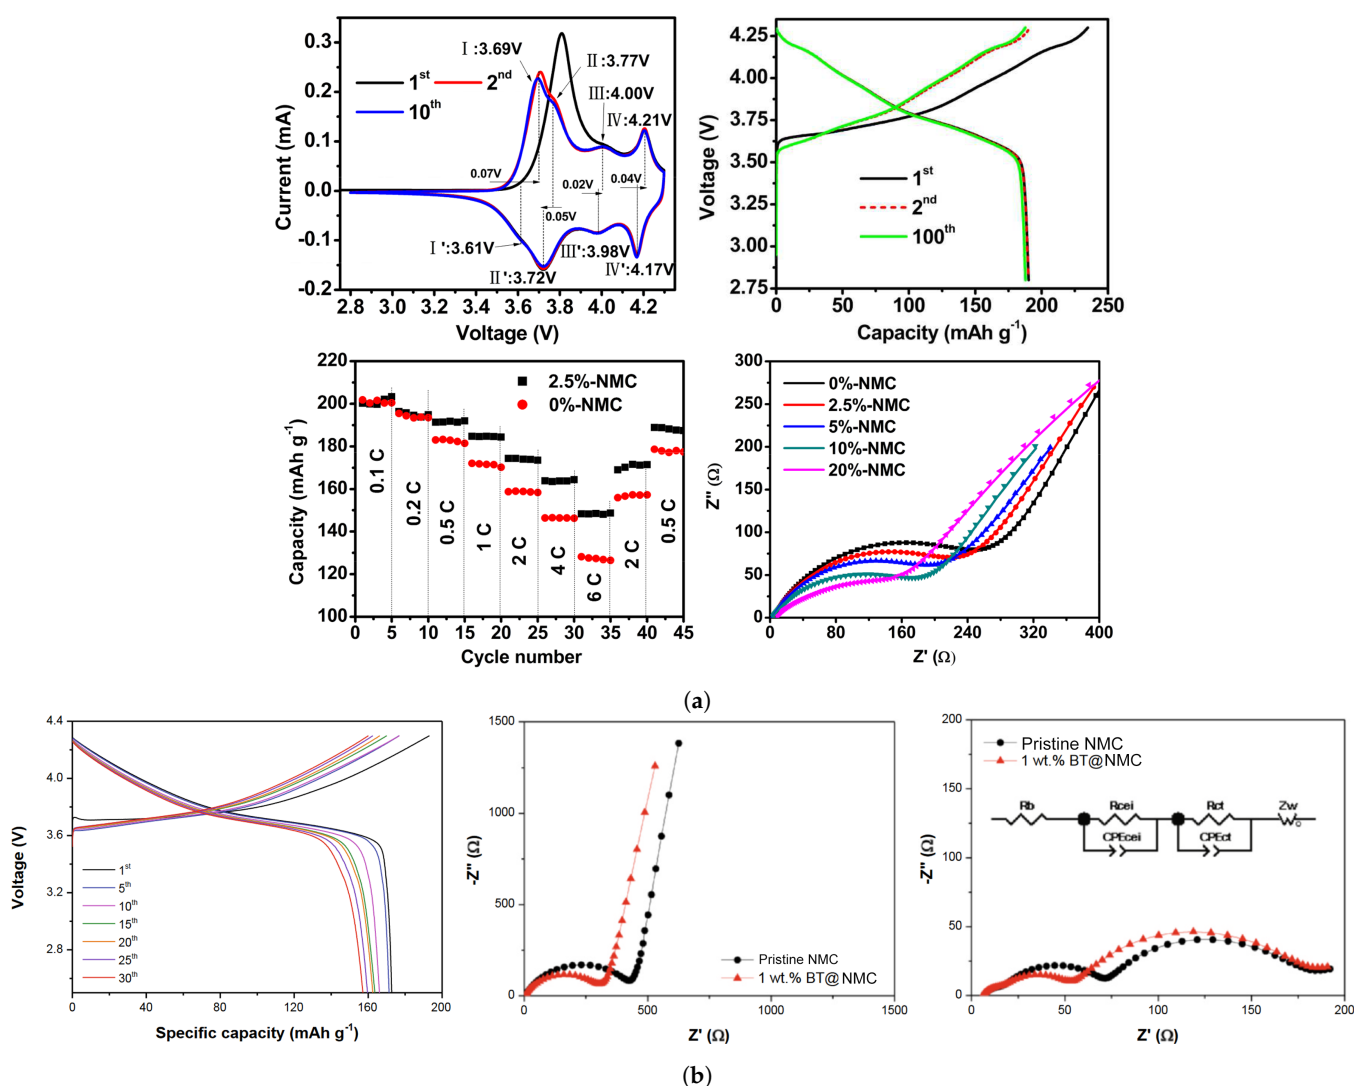 0.3
0.2
0.1
0.0
-0.1
-0.2
Current (mA)
2.8 3.0 3.2 3.4 3.6 3.8 4.0 4.2
Voltage (V)
1st 2nd
10th
Ⅰ:3.69V
Ⅱ:3.77V
Ⅲ:4.00V
Ⅳ:4.21V
0.07V
0.02V
0.04V
0.05V
Ⅰ':3.61V
Ⅱ':3.72V
Ⅲ':3.98V
Ⅳ':4.17V
4.25
4.00
3.75
3.50
3.25
3.00
2.75
Voltage (V)
0 50 100 150 200 250
Capacity (mAh g-1)
1st
2nd
100th
220
200
180
160
140
120
100
Capacity (mAh g-1)
0 5 10 15 20 25 30 35 40 45
Cycle number
2.5%-NMC
0%-NMC
0.1 C
0.2 C
0.5 C
1 C
2 C
4 C
6 C
2 C
0.5 C
300
250
200
150
100
50
0
Z'' (Ω)
0 80 160 240 320 400
Z' (Ω)
0%-NMC
2.5%-NMC
5%-NMC
10%-NMC
20%-NMC
(a)
4.4
4.0
3.6
3.2
2.8
Voltage (V)
0 40 80 120 160 200
Specific capacity (mAh g-1)
1st
5th
10th
15th
20th
25th
30th
1500
1000
500
0
-Z'' (Ω)
0 500 1000 1500
Z' (Ω)
Pristine NMC
1 wt.% BT@NMC
200
150
100
50
0
-Z'' (Ω)
0 50 100 150 200
Z' (Ω)
Pristine NMC
1 wt.% BT@NMC
Rb Rcei Rct Zw
CPEcei CPEct
(b)